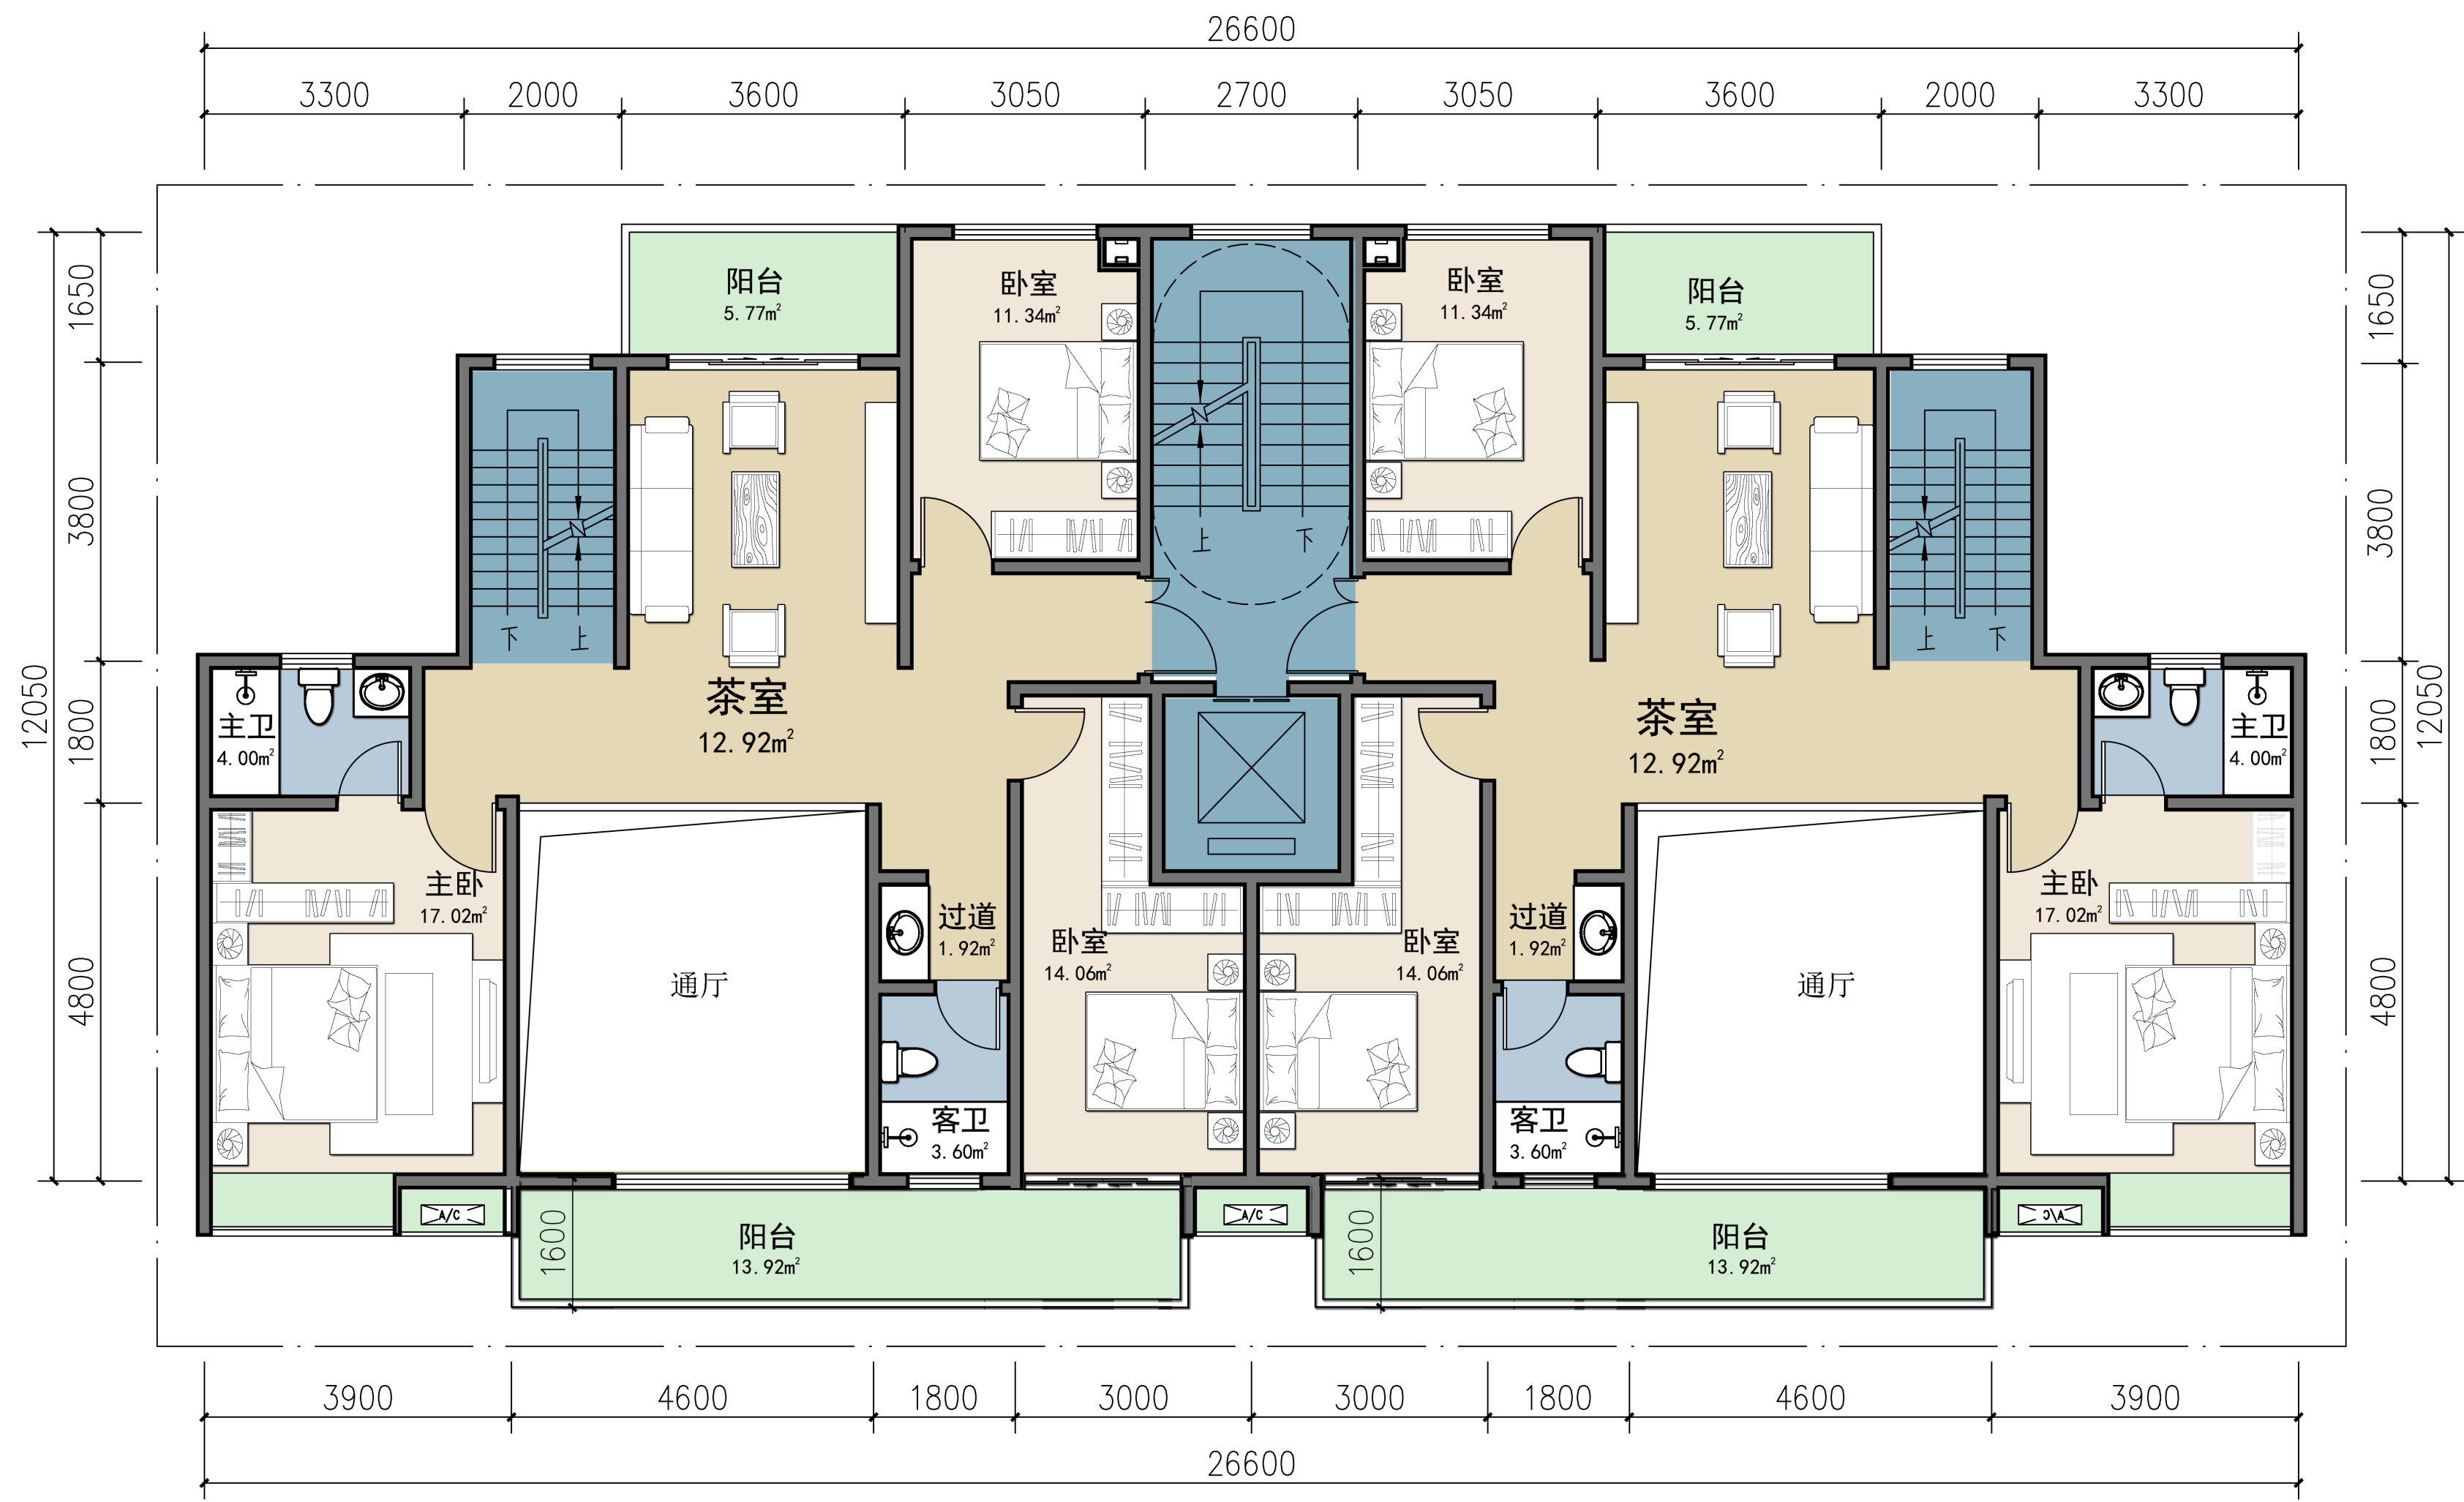 26600
3300 2000 3600 3050 2700 3050 3600 2000 3300
阳台
5.77㎡
卧室
11.34㎡
卧室
11.34㎡
阳台
5.77㎡
1650
3800
1800
4800
12050
1650
3800
1800
4800
12050
下 上
上 下
上 下
主卫
4.00㎡
茶室
12.92㎡
茶室
12.92㎡
主卫
4.00㎡
主卧
17.02㎡
过道
1.92㎡
卧室
14.06㎡
卧室
14.06㎡
过道
1.92㎡
主卧
17.02㎡
通厅
通厅
客卫
3.60㎡
客卫
3.60㎡
A/C
A/C
A/C
1600
阳台
13.92㎡
1600
阳台
13.92㎡
3900 4600 1800 3000 3000 1800 4600 3900
26600